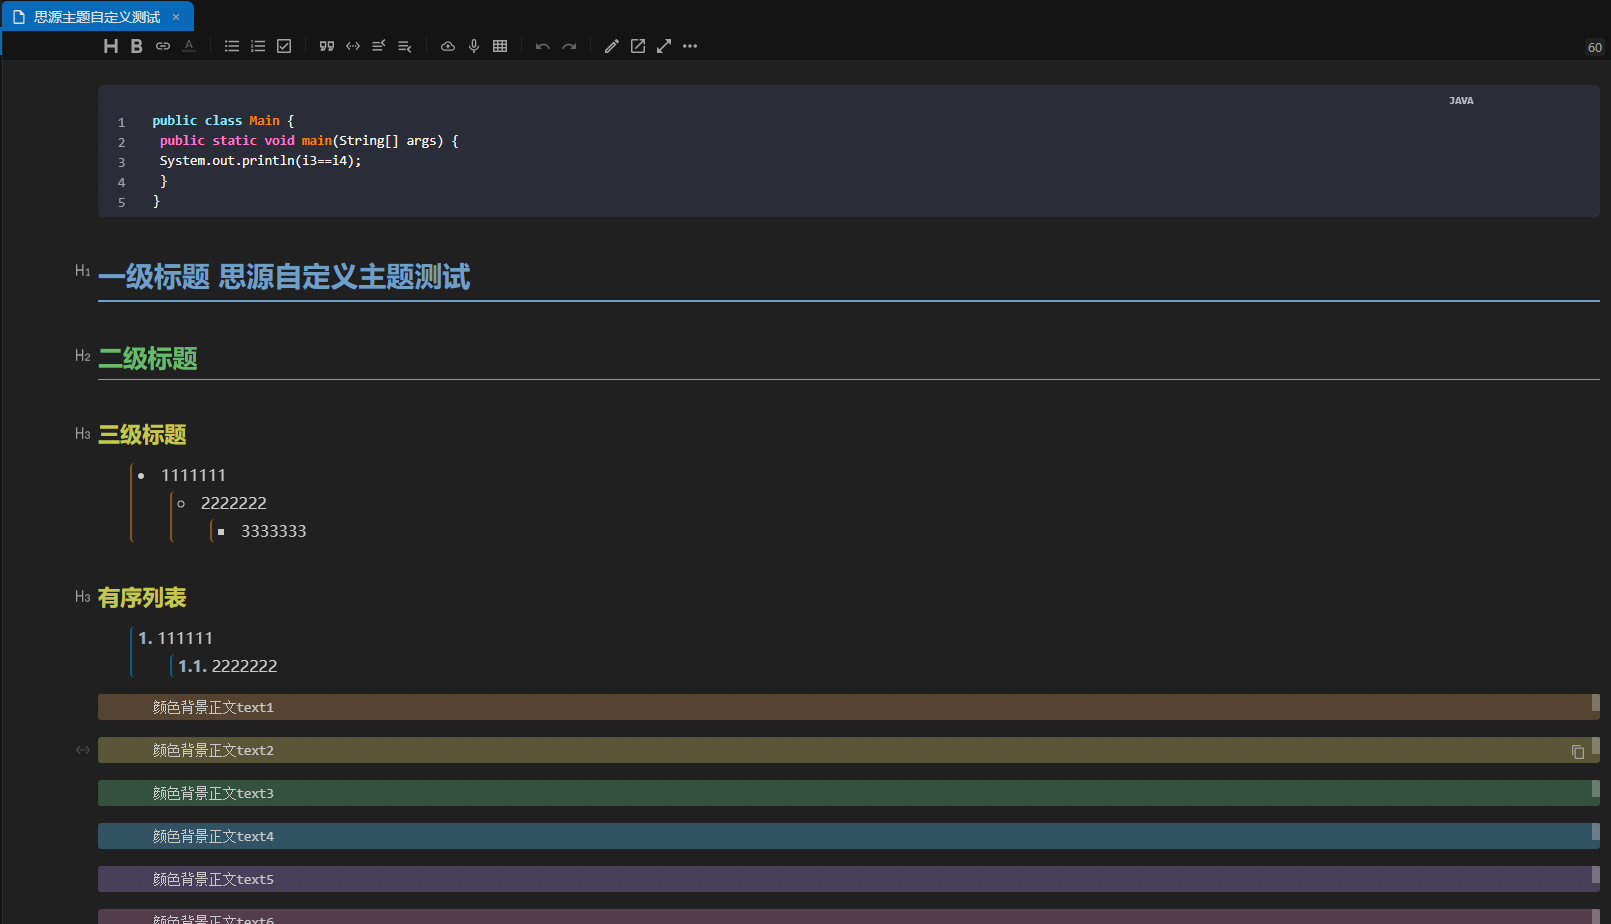 思源主题自定义测试 ×
H B A
60
JAVA
1 public class Main {
2 public static void main(String[] args) {
3 System.out.println(i3==i4);
4 }
5 }
H1 一级标题 思源自定义主题测试
H2 二级标题
H3 三级标题
1111111
2222222
3333333
H3 有序列表
1. 111111
1.1. 2222222
颜色背景正文text1
颜色背景正文text2
颜色背景正文text3
颜色背景正文text4
颜色背景正文text5
颜色背景正文text6